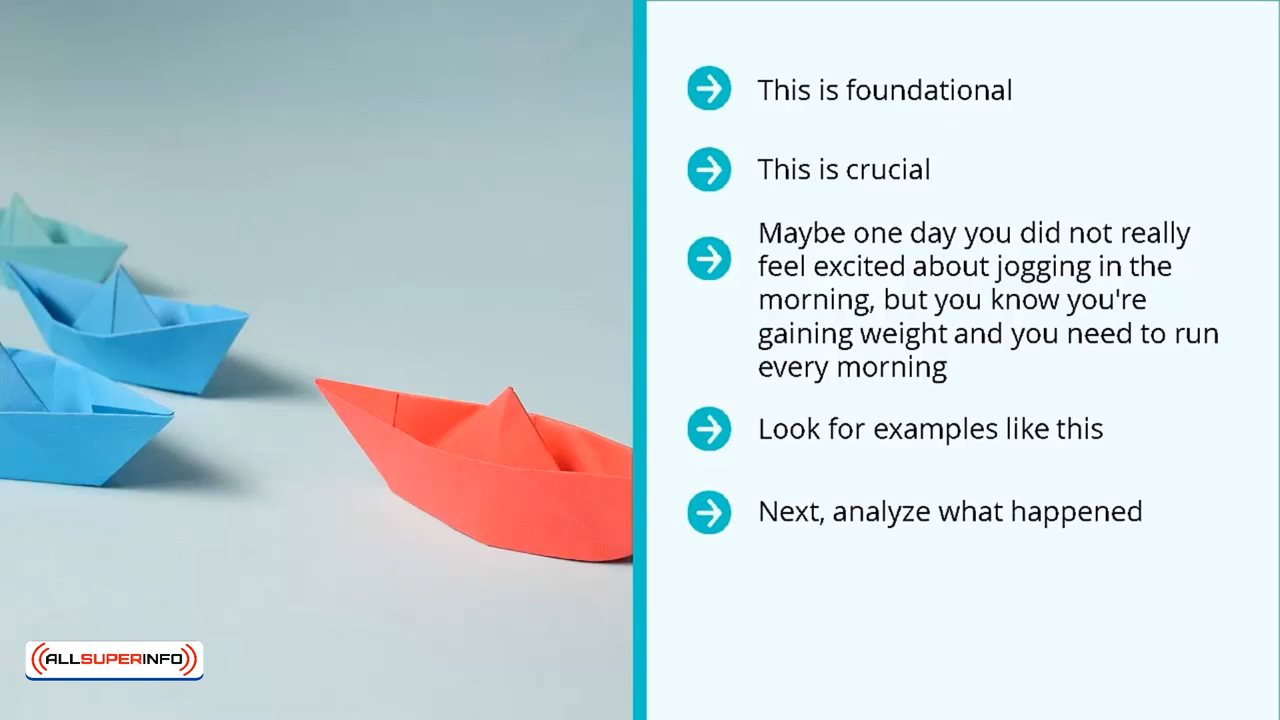 This is foundational
This is crucial
Maybe one day you did not really
feel excited about jogging in the
morning, but you know you're
gaining weight and you need to run
every morning
Look for examples like this
Next, analyze what happened
ALLSUPERINFO